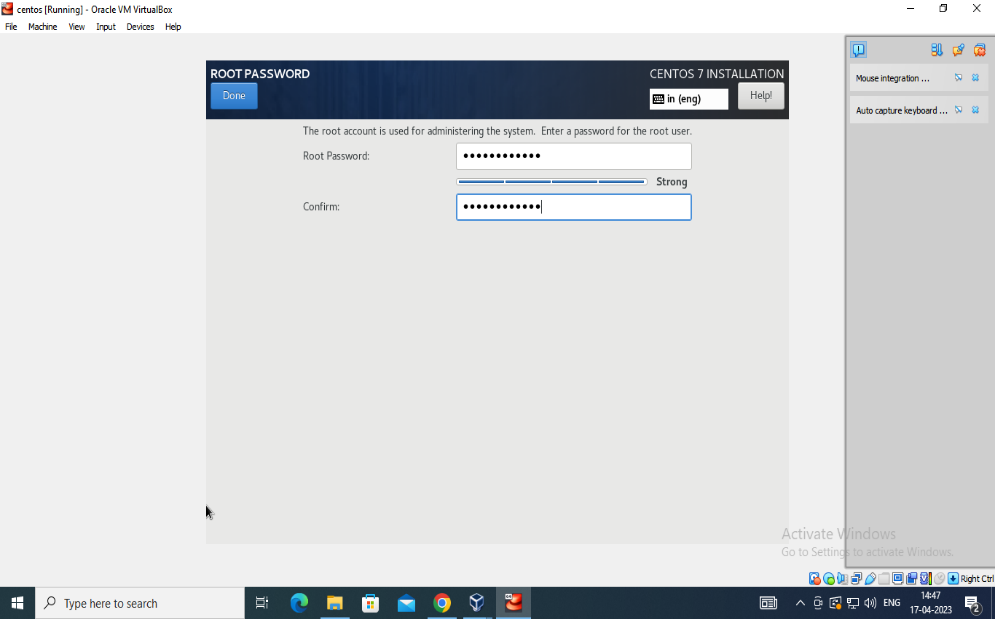 centos [Running] - Oracle VM VirtualBox
File Machine View Input Devices Help
ROOT PASSWORD
CENTOS 7 INSTALLATION
Done
in (eng)
Help!
Mouse integration ...
Auto capture keyboard ...
The root account is used for administering the system. Enter a password for the root user.
Root Password:
••••••••••••
Strong
Confirm:
••••••••••••
Activate Windows
Go to Settings to activate Windows.
Right Ctrl
Type here to search
ENG
14:47
17-04-2023
2